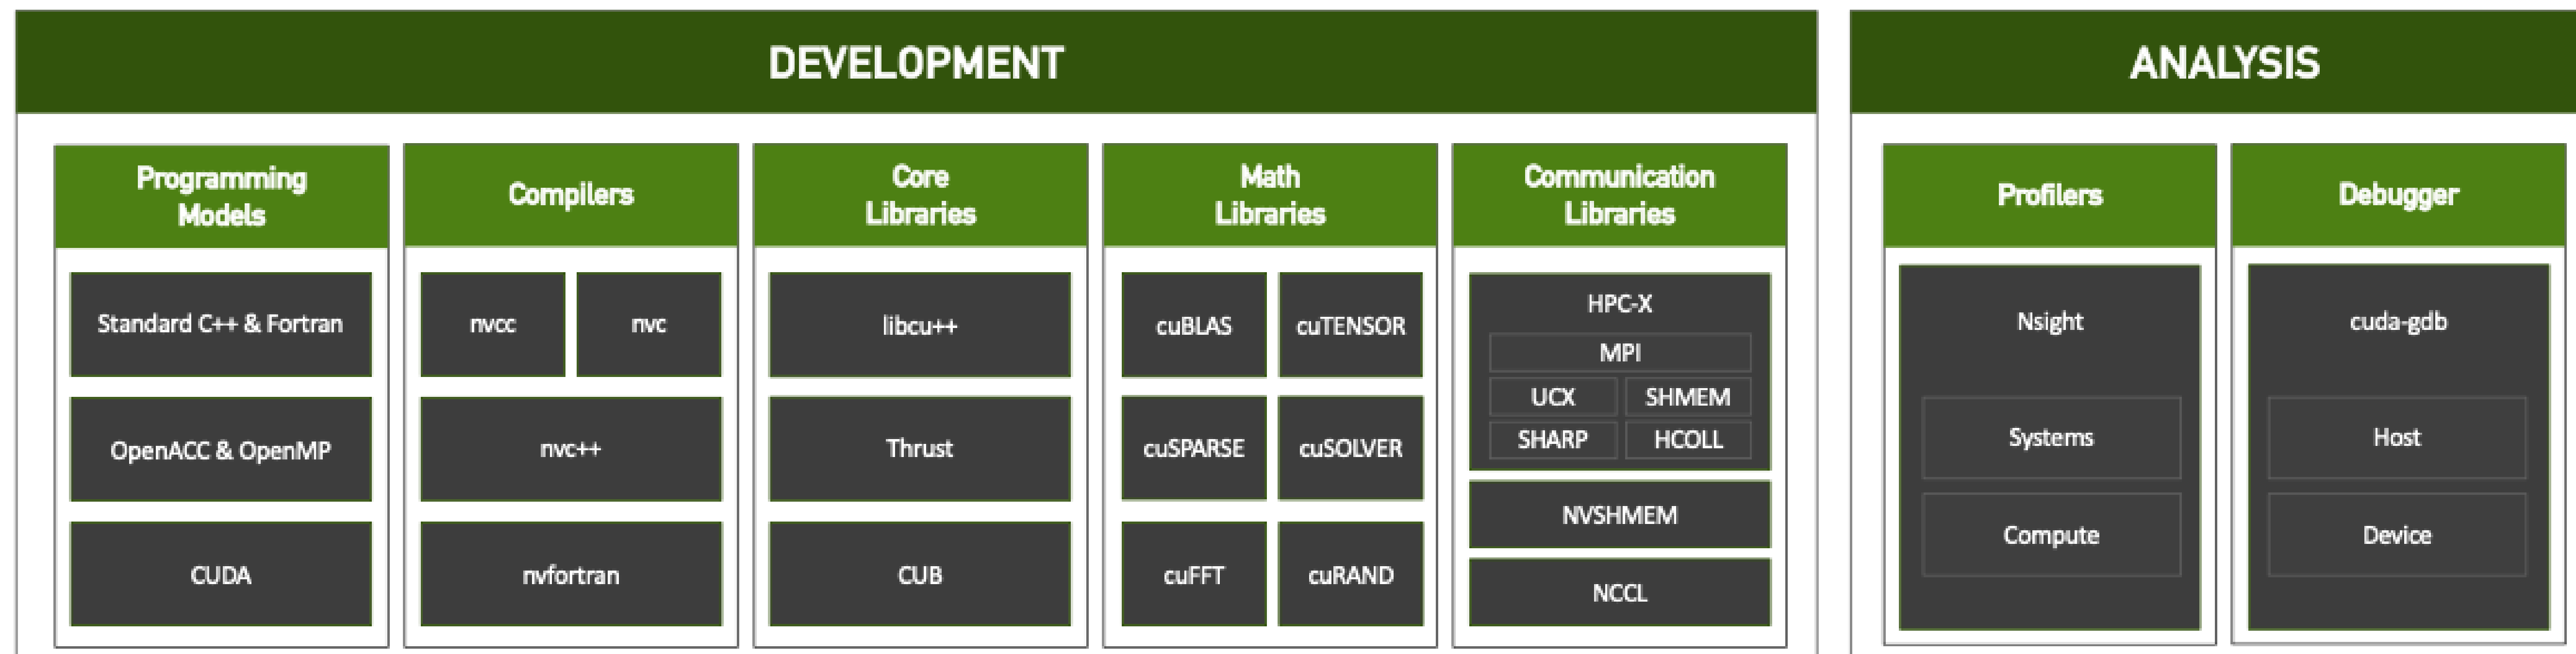 DEVELOPMENT
Programming
Models
Standard C++ & Fortran
OpenACC & OpenMP
CUDA
Compilers
nvcc
nvc
nvc++
nvfortran
Core
Libraries
libcu++
Thrust
CUB
Math
Libraries
cuBLAS
cuTENSOR
cuSPARSE
cuSOLVER
cuFFT
cuRAND
Communication
Libraries
HPC-X
MPI
UCX
SHMEM
SHARP
HCOLL
NVSHMEM
NCCL
ANALYSIS
Profilers
Nsight
Systems
Compute
Debugger
cuda-gdb
Host
Device